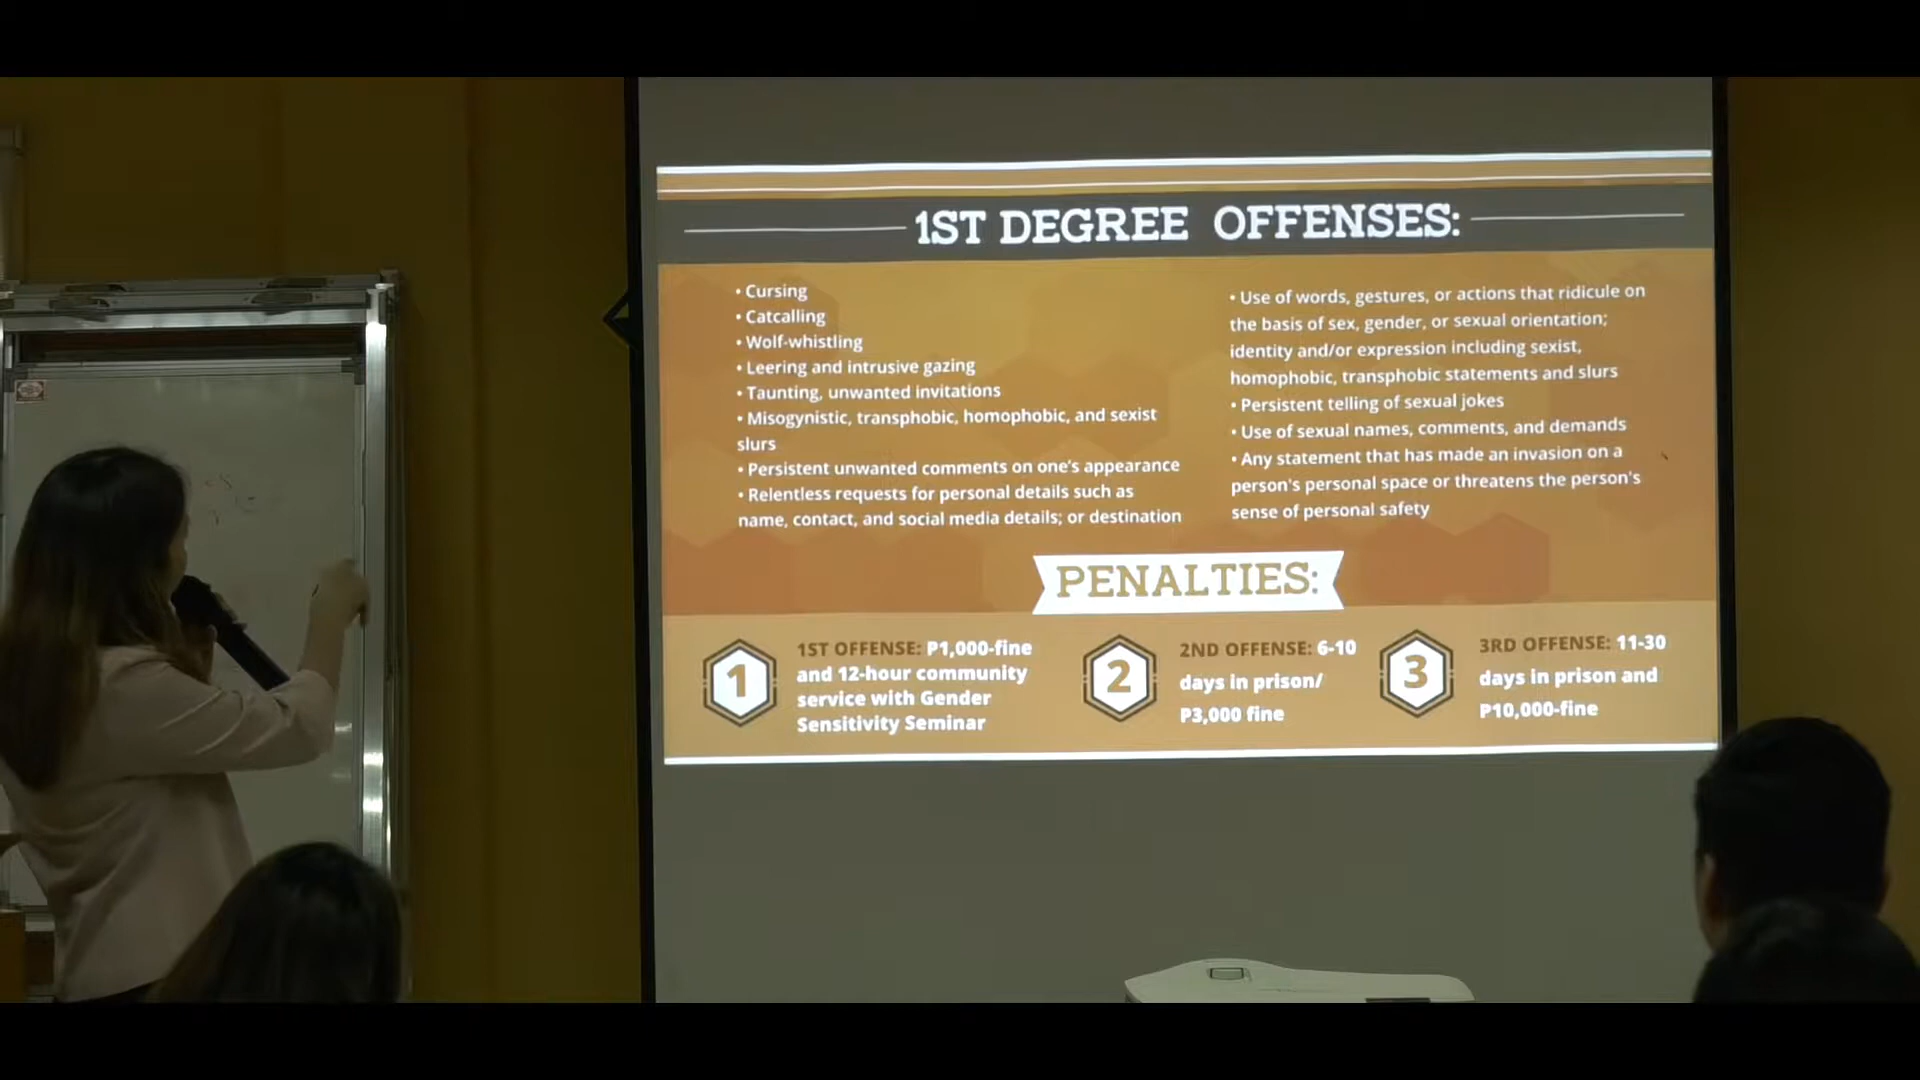 1ST DEGREE OFFENSES:
• Cursing
• Catcalling
• Wolf-whistling
• Leering and intrusive gazing
• Taunting, unwanted invitations
• Misogynistic, transphobic, homophobic, and sexist
slurs
• Persistent unwanted comments on one's appearance
• Relentless requests for personal details such as
name, contact, and social media details; or destination
• Use of words, gestures, or actions that ridicule on
the basis of sex, gender, or sexual orientation;
identity and/or expression including sexist,
homophobic, transphobic statements and slurs
• Persistent telling of sexual jokes
• Use of sexual names, comments, and demands
• Any statement that has made an invasion on a
person's personal space or threatens the person's
sense of personal safety
PENALTIES:
1
1ST OFFENSE: P1,000-fine
and 12-hour community
service with Gender
Sensitivity Seminar
2
2ND OFFENSE: 6-10
days in prison/
P3,000 fine
3
3RD OFFENSE: 11-30
days in prison and
P10,000-fine